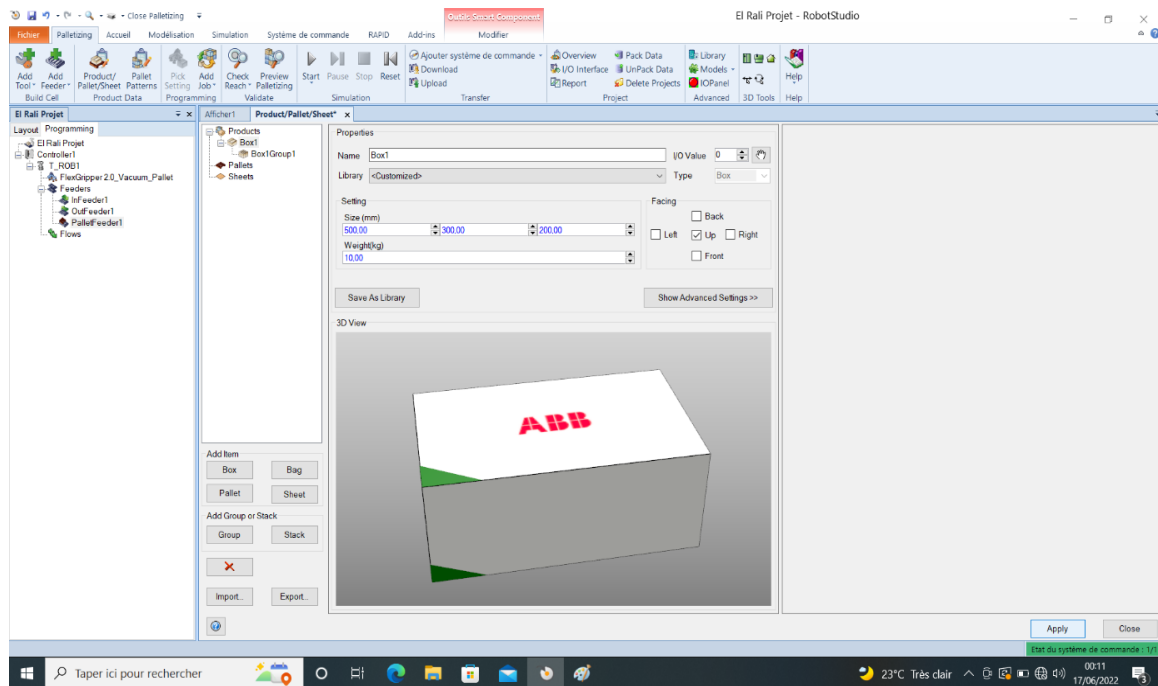 Close Palletizing
Outils: Smart Component
El Rali Projet - RobotStudio
Fichier Palletizing Accueil Modélisation Simulation Système de commande RAPID Add-ins Modifier
Add Tool Add Feeder Product/ Pallet/Sheet Pallet Patterns Pick Setting Add Job Check Reach Preview Palletizing Start Pause Stop Reset
Ajouter système de commande Overview Pack Data Library
Download I/O Interface UnPack Data Models
Upload Report Delete Projects IOPanel Help
Build Cell Product Data Programming Validate Simulation Transfer Project Advanced 3D Tools Help
El Rali Projet Afficher1 Product/Pallet/Sheet* x
Layout Programming
El Rali Projet
Controller1
T_ROB1
FlexGripper 2.0_Vacuum_Pallet
Feeders
InFeeder1
OutFeeder1
PalletFeeder1
Flows
Products
Box1
Box1Group1
Pallets
Sheets
Add Item
Box Bag
Pallet Sheet
Add Group or Stack
Group Stack
Import... Export...
Properties
Name Box1 I/O Value 0
Library <Customized> Type Box
Setting Facing
Size (mm) Back
500,00 300,00 200,00 Left Up Right
Weight(kg)
10,00 Front
Save As Library Show Advanced Settings >>
3D View
ABB
Apply Close
Etat du système de commande : 1/1
Taper ici pour rechercher 23°C Très clair 00:11
17/06/2022 3